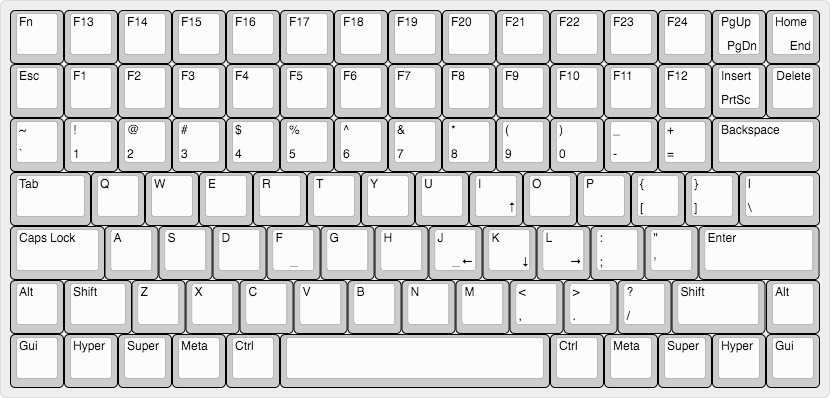 Fn F13 F14 F15 F16 F17 F18 F19 F20 F21 F22 F23 F24 PgUp Home
PgDn End
Esc F1 F2 F3 F4 F5 F6 F7 F8 F9 F10 F11 F12 Insert Delete
PrtSc
~ ! @ # $ % ^ & * ( ) _ + Backspace
` 1 2 3 4 5 6 7 8 9 0 - =
Tab Q W E R T Y U I O P { } |
↑ [ ] \
Caps Lock A S D F G H J K L : " Enter
_ _ ← ↓ → ; '
Alt Shift Z X C V B N M < > ? Shift Alt
, . /
Gui Hyper Super Meta Ctrl Ctrl Meta Super Hyper Gui